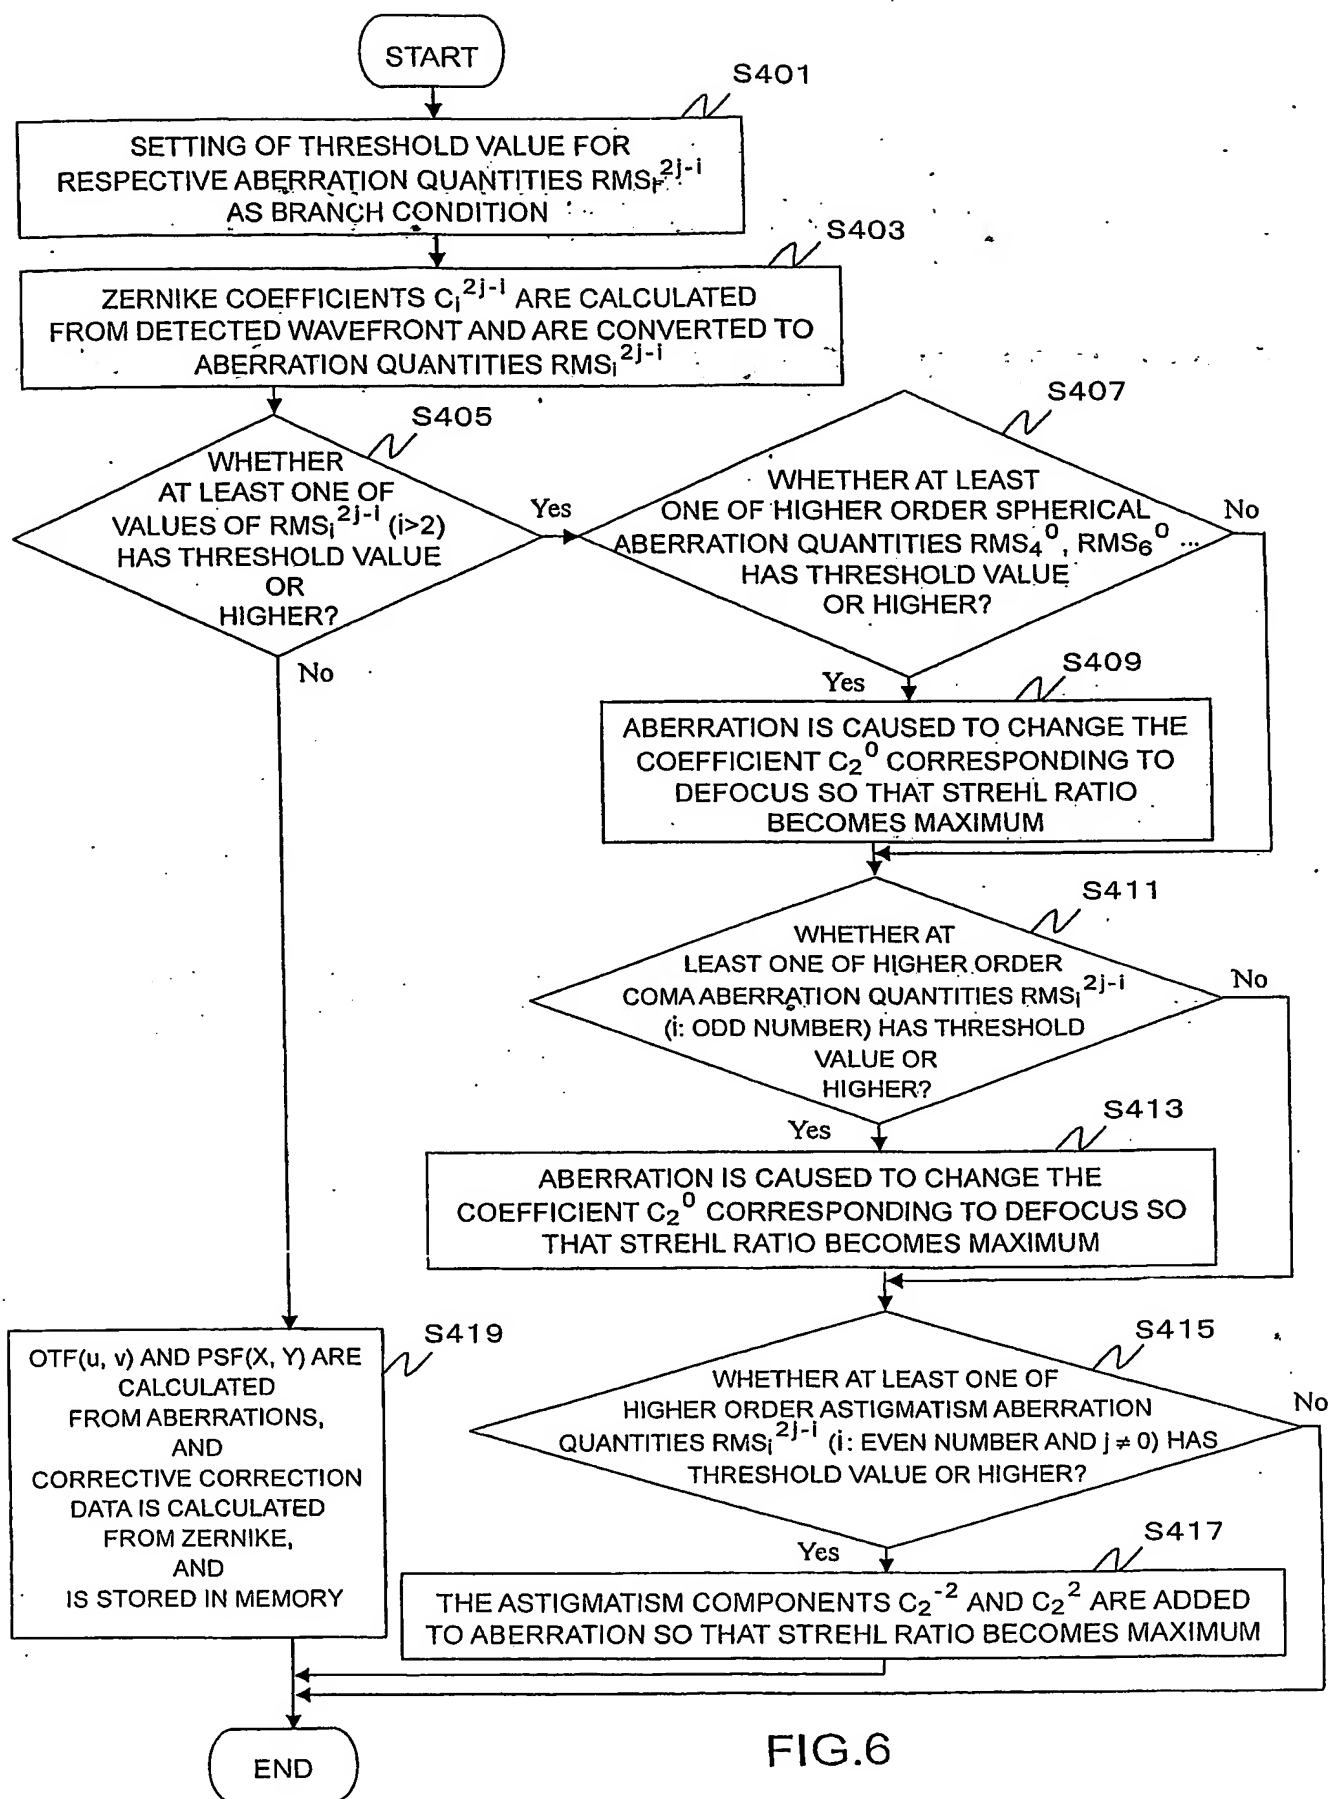 START
S401
SETTING OF THRESHOLD VALUE FOR
RESPECTIVE ABERRATION QUANTITIES RMSᵢ²ʲ⁻ⁱ
AS BRANCH CONDITION
S403
ZERNIKE COEFFICIENTS Cᵢ²ʲ⁻ⁱ ARE CALCULATED
FROM DETECTED WAVEFRONT AND ARE CONVERTED TO
ABERRATION QUANTITIES RMSᵢ²ʲ⁻ⁱ
S405
WHETHER
AT LEAST ONE OF
VALUES OF RMSᵢ²ʲ⁻ⁱ (i>2)
HAS THRESHOLD VALUE
OR
HIGHER?
Yes
No
S407
WHETHER AT LEAST
ONE OF HIGHER ORDER SPHERICAL
ABERRATION QUANTITIES RMS₄⁰, RMS₆⁰ ...
HAS THRESHOLD VALUE
OR HIGHER?
No
Yes
S409
ABERRATION IS CAUSED TO CHANGE THE
COEFFICIENT C₂⁰ CORRESPONDING TO
DEFOCUS SO THAT STREHL RATIO
BECOMES MAXIMUM
S411
WHETHER AT
LEAST ONE OF HIGHER ORDER
COMA ABERRATION QUANTITIES RMSᵢ²ʲ⁻ⁱ
(i: ODD NUMBER) HAS THRESHOLD
VALUE OR
HIGHER?
No
Yes
S413
ABERRATION IS CAUSED TO CHANGE THE
COEFFICIENT C₂⁰ CORRESPONDING TO DEFOCUS SO
THAT STREHL RATIO BECOMES MAXIMUM
S415
WHETHER AT LEAST ONE OF
HIGHER ORDER ASTIGMATISM ABERRATION
QUANTITIES RMSᵢ²ʲ⁻ⁱ (i: EVEN NUMBER AND j ≠ 0) HAS
THRESHOLD VALUE OR HIGHER?
No
Yes
S417
THE ASTIGMATISM COMPONENTS C₂⁻² AND C₂² ARE ADDED
TO ABERRATION SO THAT STREHL RATIO BECOMES MAXIMUM
S419
OTF(u, v) AND PSF(X, Y) ARE
CALCULATED
FROM ABERRATIONS,
AND
CORRECTIVE CORRECTION
DATA IS CALCULATED
FROM ZERNIKE,
AND
IS STORED IN MEMORY
END
FIG.6